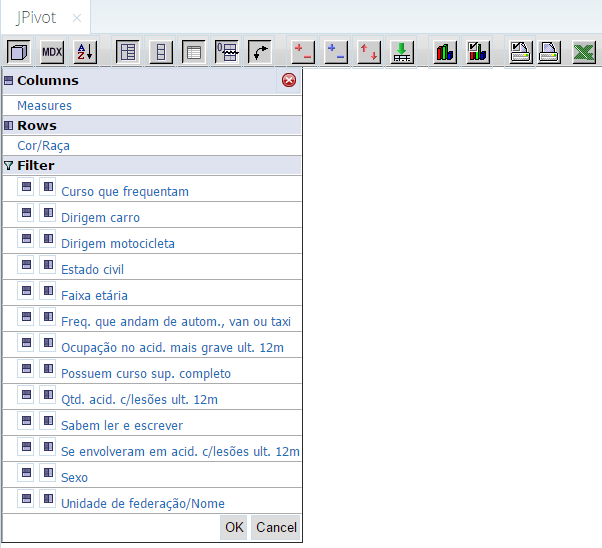 JPivot ×
MDX A Z 0
Columns
Measures
Rows
Cor/Raça
Filter
Curso que frequentam
Dirigem carro
Dirigem motocicleta
Estado civil
Faixa etária
Freq. que andam de autom., van ou taxi
Ocupação no acid. mais grave ult. 12m
Possuem curso sup. completo
Qtd. acid. c/lesões ult. 12m
Sabem ler e escrever
Se envolveram em acid. c/lesões ult. 12m
Sexo
Unidade de federação/Nome
OK Cancel